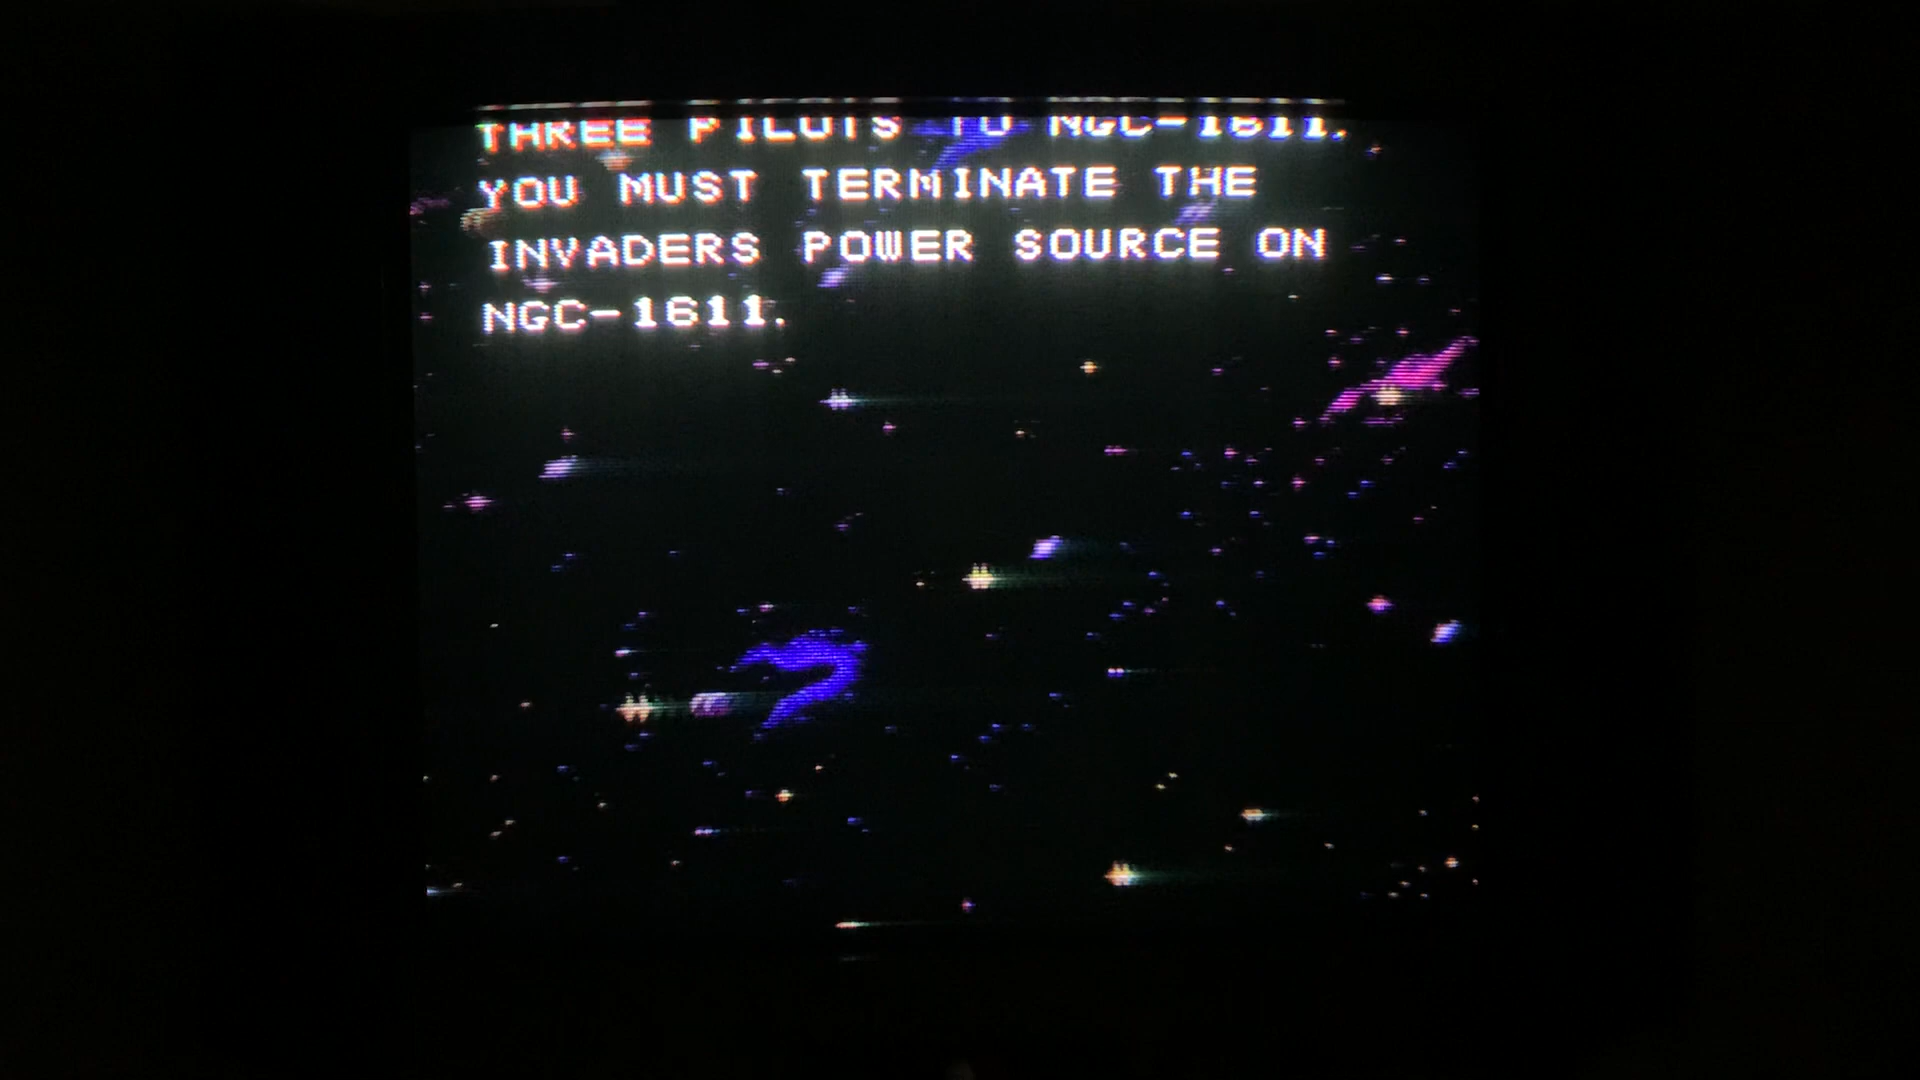 THREE PILOTS TO NGC-1611.
YOU MUST TERMINATE THE
INVADERS POWER SOURCE ON
NGC-1611.